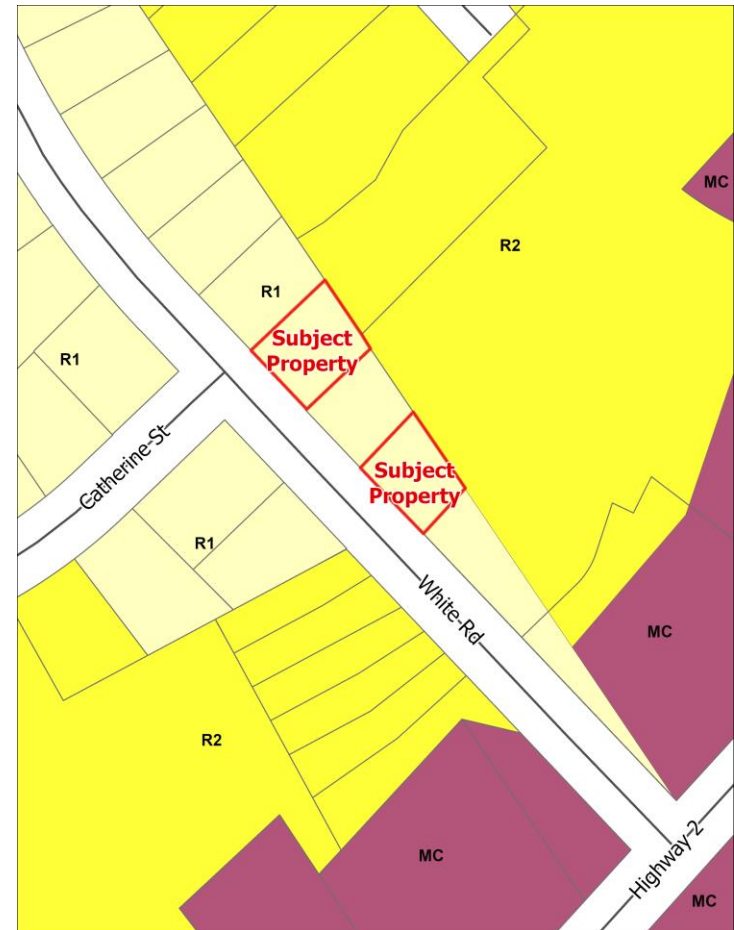 MC
R2
R1
Subject
Property
R1
Catherine-St
Subject
Property
R1
White-Rd
MC
R2
MC
Highway-2
MC